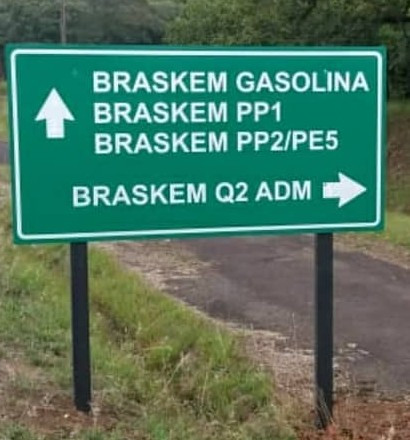 BRASKEM GASOLINA
BRASKEM PP1
BRASKEM PP2/PE5
BRASKEM Q2 ADM